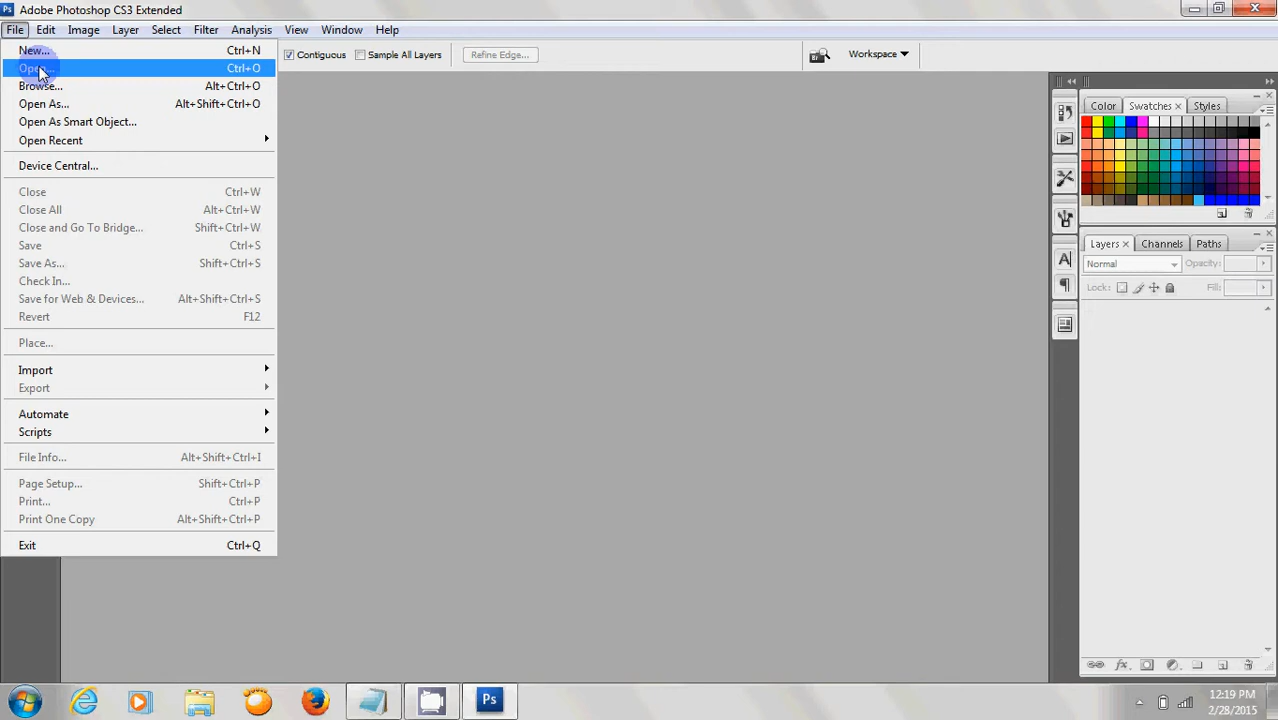 Ps Adobe Photoshop CS3 Extended
File Edit Image Layer Select Filter Analysis View Window Help
Contiguous Sample All Layers Refine Edge... Br Workspace
New... Ctrl+N
Open... Ctrl+O
Browse... Alt+Ctrl+O
Open As... Alt+Shift+Ctrl+O
Open As Smart Object...
Open Recent
Device Central...
Close Ctrl+W
Close All Alt+Ctrl+W
Close and Go To Bridge... Shift+Ctrl+W
Save Ctrl+S
Save As... Shift+Ctrl+S
Check In...
Save for Web & Devices... Alt+Shift+Ctrl+S
Revert F12
Place...
Import
Export
Automate
Scripts
File Info... Alt+Shift+Ctrl+I
Page Setup... Shift+Ctrl+P
Print... Ctrl+P
Print One Copy Alt+Shift+Ctrl+P
Exit Ctrl+Q
Color Swatches Styles
Layers Channels Paths
Normal Opacity:
Lock: Fill:
A
fx
Ps
12:19 PM
2/28/2015